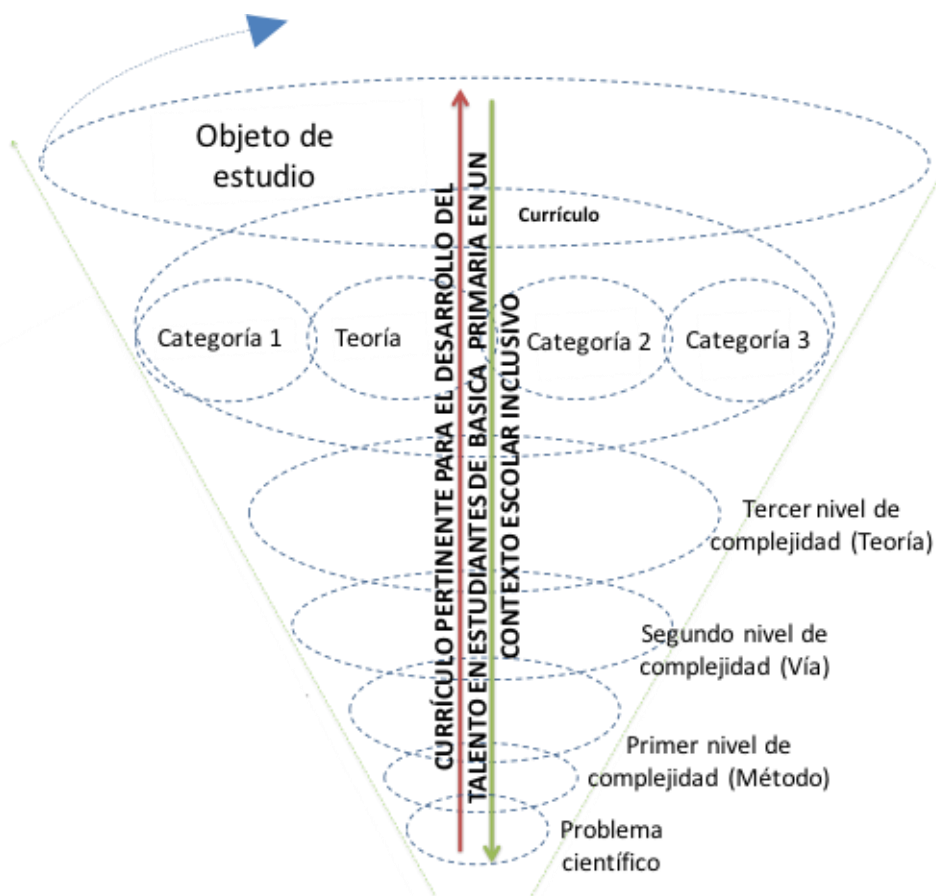 Objeto de
estudio
Currículo
Categoría 1
Teoría
Categoría 2
Categoría 3
CURRÍCULO PERTINENTE PARA EL DESARROLLO DEL
TALENTO EN ESTUDIANTES DE BASICA PRIMARIA EN UN
CONTEXTO ESCOLAR INCLUSIVO
Tercer nivel de
complejidad (Teoría)
Segundo nivel de
complejidad (Vía)
Primer nivel de
complejidad (Método)
Problema
científico